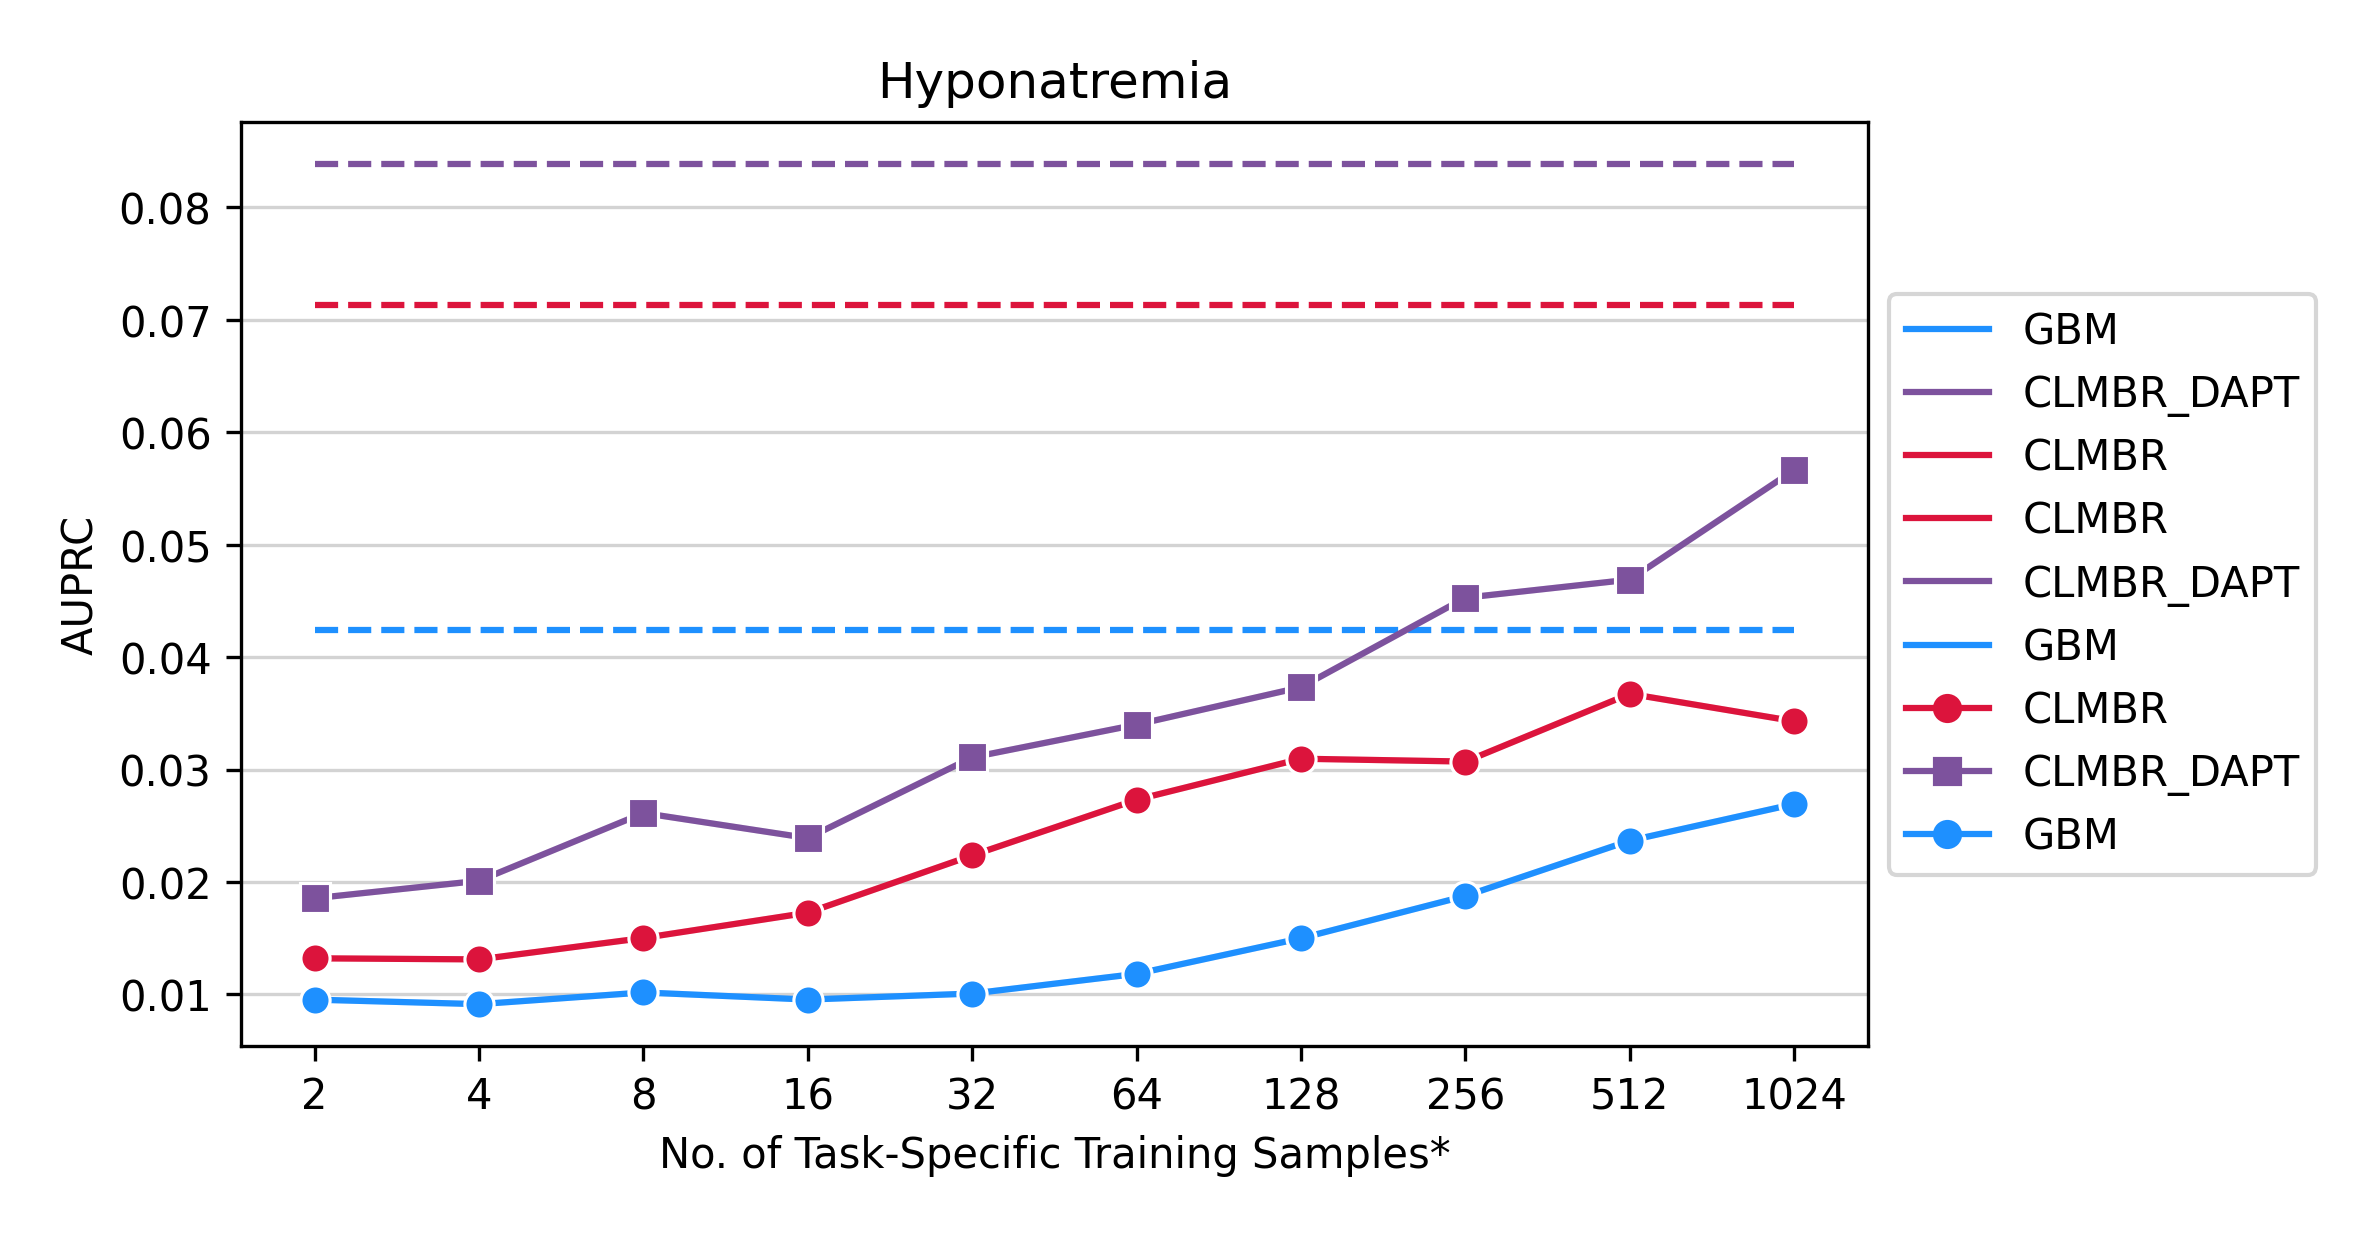 Hyponatremia
AUPRC
0.08
0.07
0.06
0.05
0.04
0.03
0.02
0.01
2 4 8 16 32 64 128 256 512 1024
No. of Task-Specific Training Samples*
GBM
CLMBR_DAPT
CLMBR
CLMBR
CLMBR_DAPT
GBM
CLMBR
CLMBR_DAPT
GBM